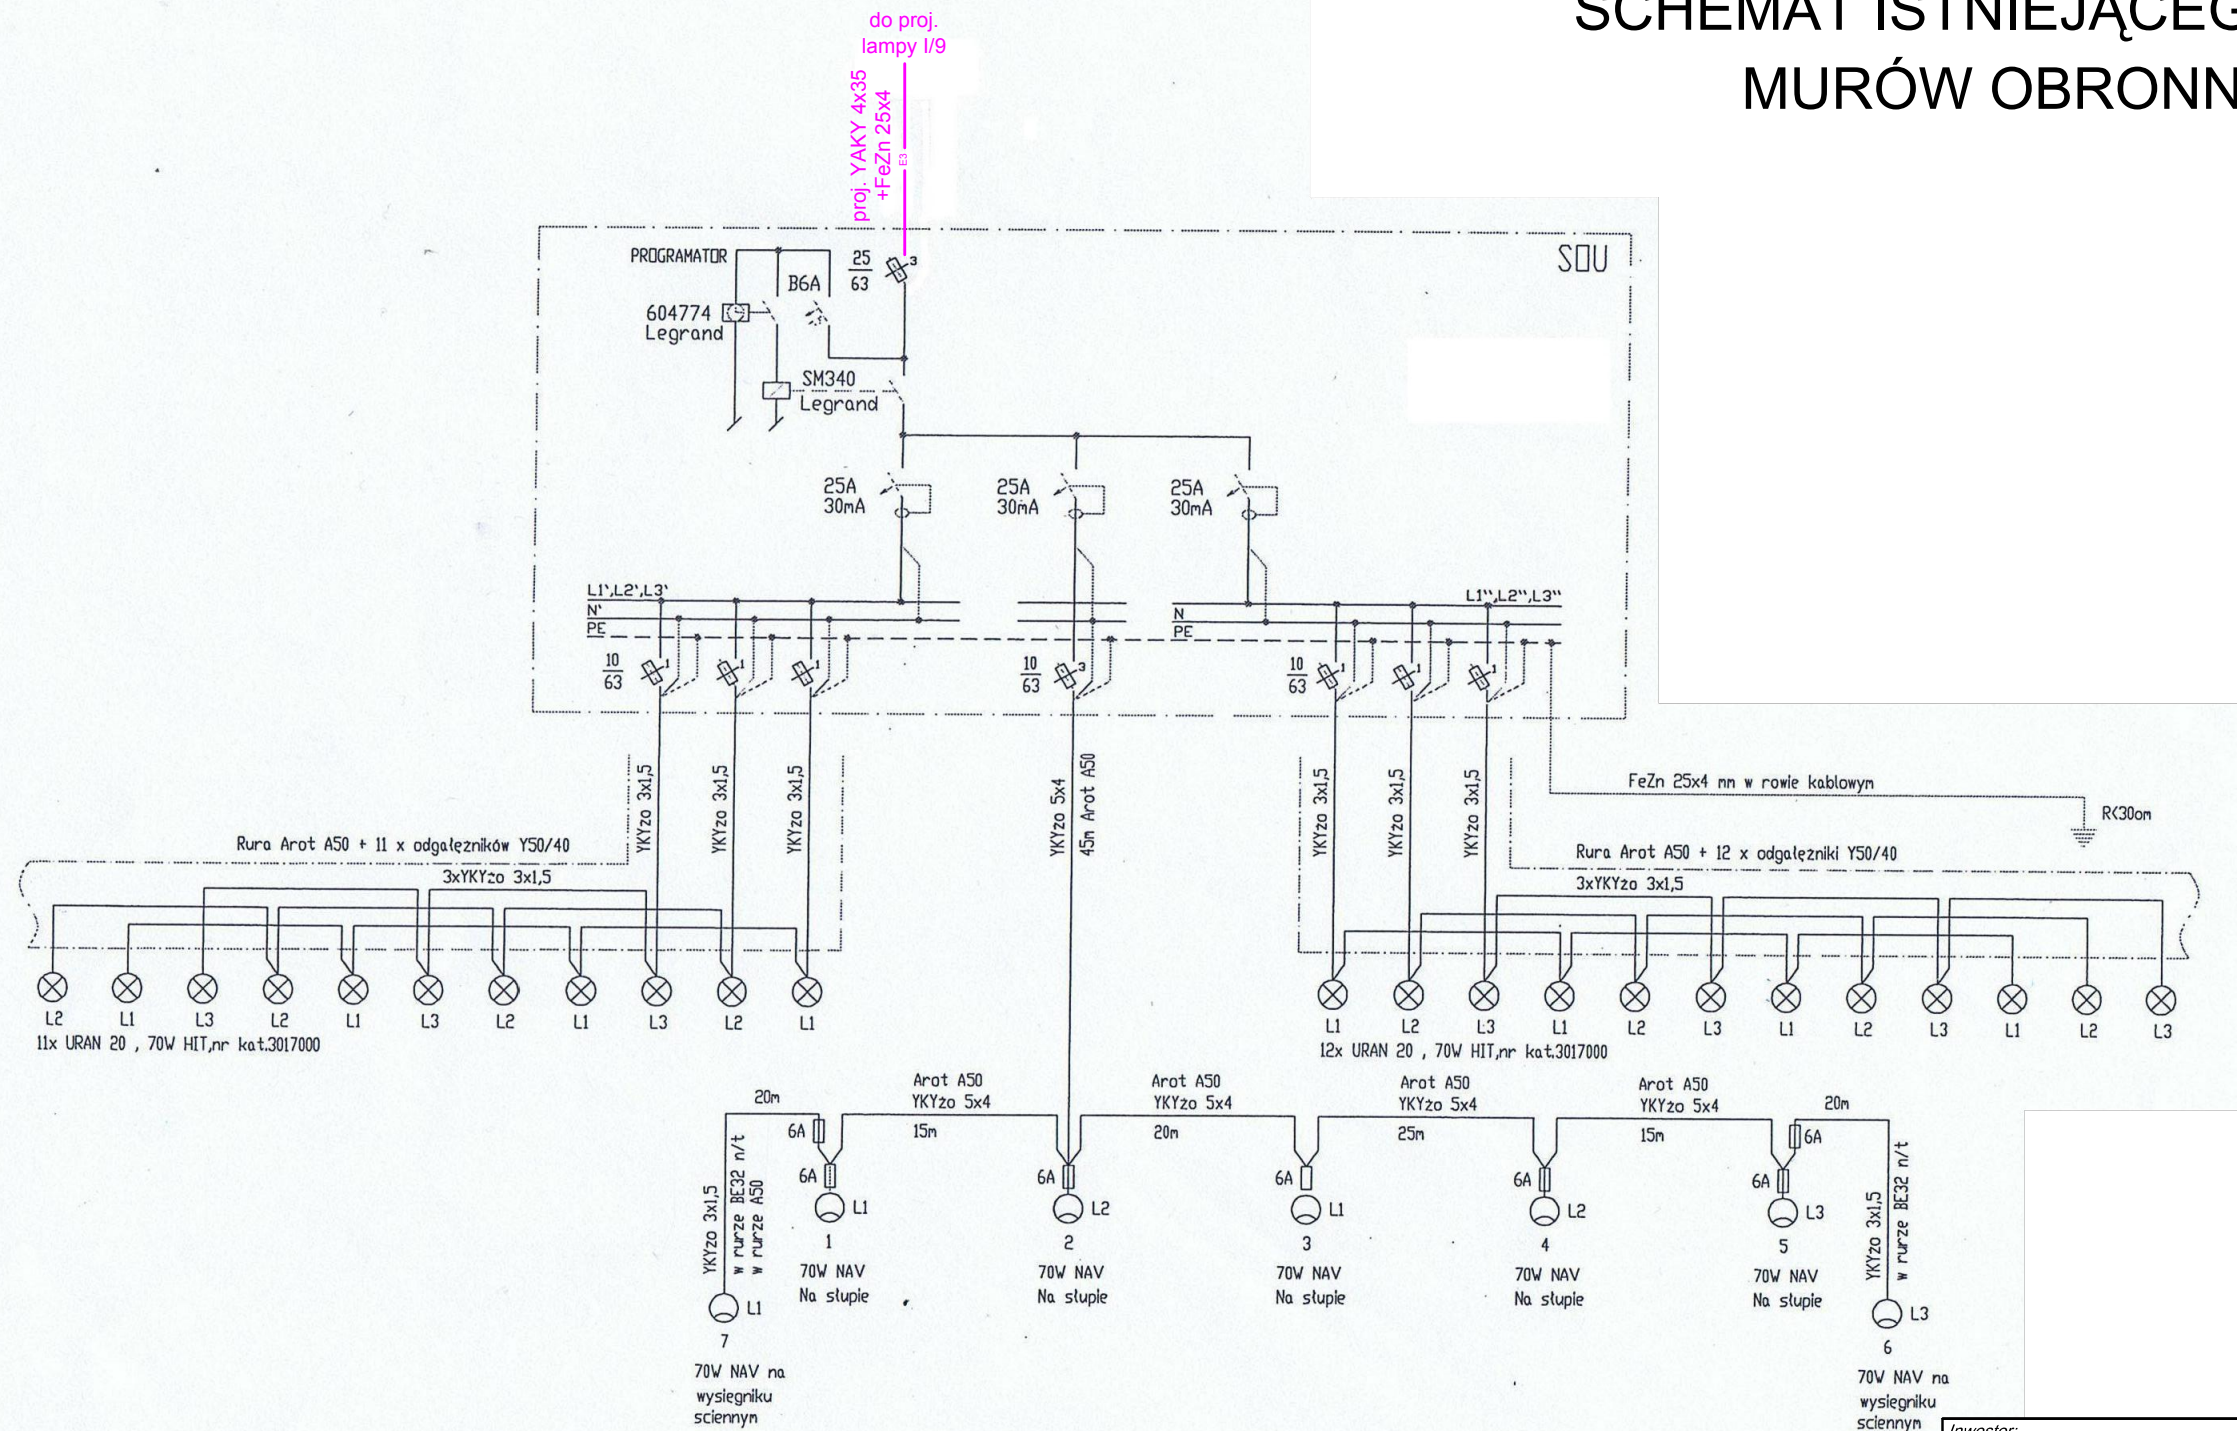 do proj.
lampy I/9
proj. YAKY 4x35
+FeZn 25x4
E3
SCHEMAT ISTNIEJĄCEG
MURÓW OBRONN
PROGRAMATOR
25
63
3
SOU
B6A
604774
Legrand
SM340
Legrand
25A
30mA
25A
30mA
25A
30mA
L1',L2',L3'
N'
PE
L1'',L2'',L3''
N
PE
10
63
1
1
1
10
63
3
10
63
1
1
1
YKYżo 3x1,5
YKYżo 3x1,5
YKYżo 3x1,5
YKYżo 5x4
45m Arot A50
YKYżo 3x1,5
YKYżo 3x1,5
YKYżo 3x1,5
FeZn 25x4 mm w rowie kablowym
R<30om
Rura Arot A50 + 11 x odgałęźników Y50/40
3xYKYżo 3x1,5
Rura Arot A50 + 12 x odgałęźniki Y50/40
3xYKYżo 3x1,5
L2 L1 L3 L2 L1 L3 L2 L1 L3 L2 L1
11x URAN 20 , 70W HIT,nr kat.3017000
L1 L2 L3 L1 L2 L3 L1 L2 L3 L1 L2 L3
12x URAN 20 , 70W HIT,nr kat.3017000
20m
Arot A50
YKYżo 5x4
15m
Arot A50
YKYżo 5x4
20m
Arot A50
YKYżo 5x4
25m
Arot A50
YKYżo 5x4
15m
20m
6A
6A
6A
6A
6A
6A
6A
YKYżo 3x1,5
w rurze BE32 n/t
w rurze A50
YKYżo 3x1,5
w rurze BE32 n/t
L1
1
70W NAV
Na słupie
L2
2
70W NAV
Na słupie
L1
3
70W NAV
Na słupie
L2
4
70W NAV
Na słupie
L3
5
70W NAV
Na słupie
L1
7
70W NAV na
wysięgniku
sciennym
L3
6
70W NAV na
wysięgniku
sciennym
Inwestor: